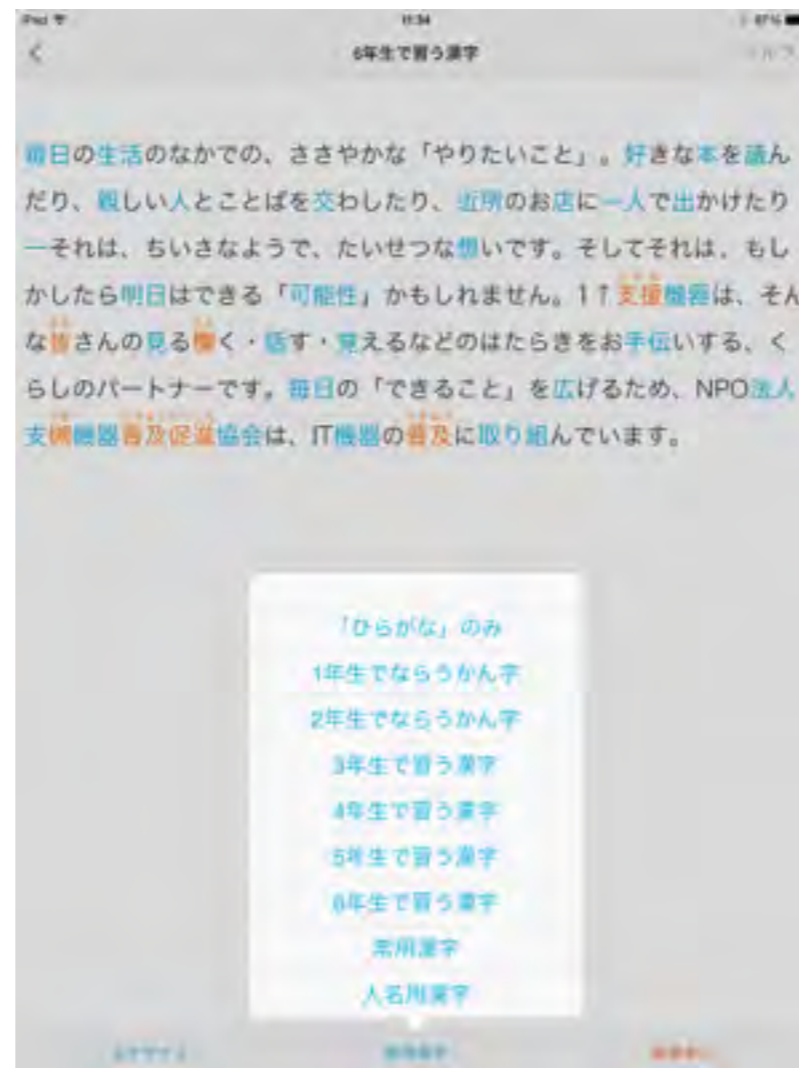 iPad 11:34 87%
6年生で習う漢字
毎日の生活のなかでの、ささやかな「やりたいこと」。好きな本を読ん
だり、親しい人とことばを交わしたり、近所のお店に一人で出かけたり
ーそれは、ちいさなようで、たいせつな想いです。そしてそれは、もし
かしたら明日はできる「可能性」かもしれません。1↑支援機器は、そん
な皆さんの見る聴く・話す・覚えるなどのはたらきをお手伝いする、く
らしのパートナーです。毎日の「できること」を広げるため、NPO法人
支機器普及促進協会は、IT機器の普及に取り組んでいます。
「ひらがな」のみ
1年生でならうかん字
2年生でならうかん字
3年生で習う漢字
4年生で習う漢字
5年生で習う漢字
6年生で習う漢字
常用漢字
人名用漢字